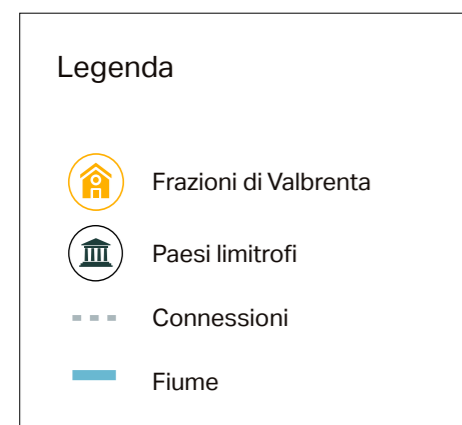 Legenda
Frazioni di Valbrenta
Paesi limitrofi
Connessioni
Fiume